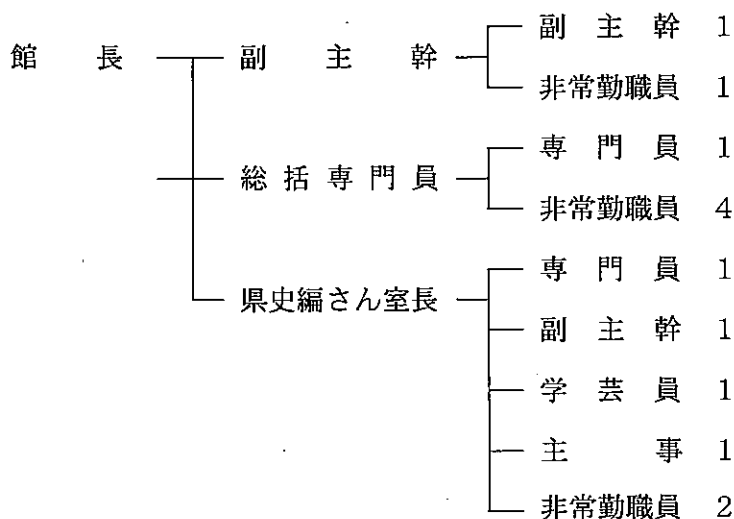 副主幹 1
館長 副主幹
非常勤職員 1
専門員 1
総括専門員
非常勤職員 4
専門員 1
県史編さん室長
副主幹 1
学芸員 1
主事 1
非常勤職員 2